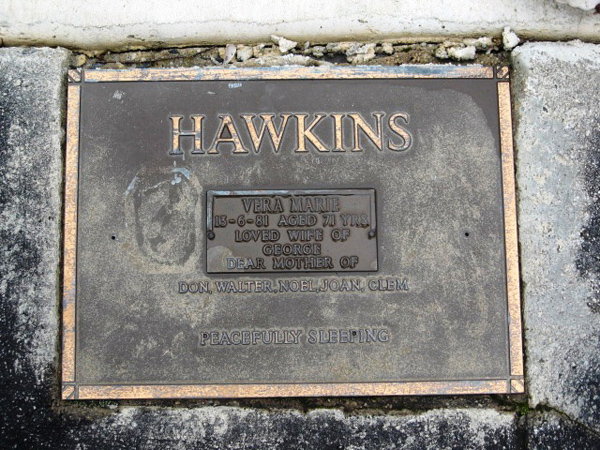 HAWKINS
VERA MARIE
13-6-81 AGED 71 YRS.
LOVED WIFE OF
GEORGE
DEAR MOTHER OF
DON, WALTER, NOEL, JOAN, CLEM
PEACEFULLY SLEEPING